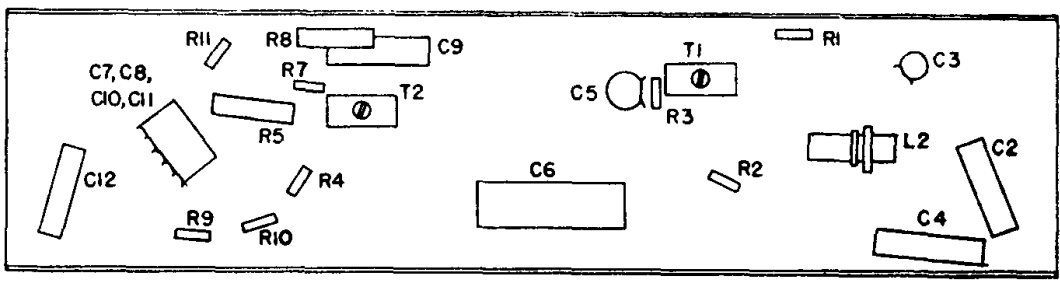 R11
R8
C9
R1
T1
C3
C7, C8,
C10, C11
R7
T2
C5
R3
R5
L2
C2
C12
R4
C6
R2
R9
R10
C4